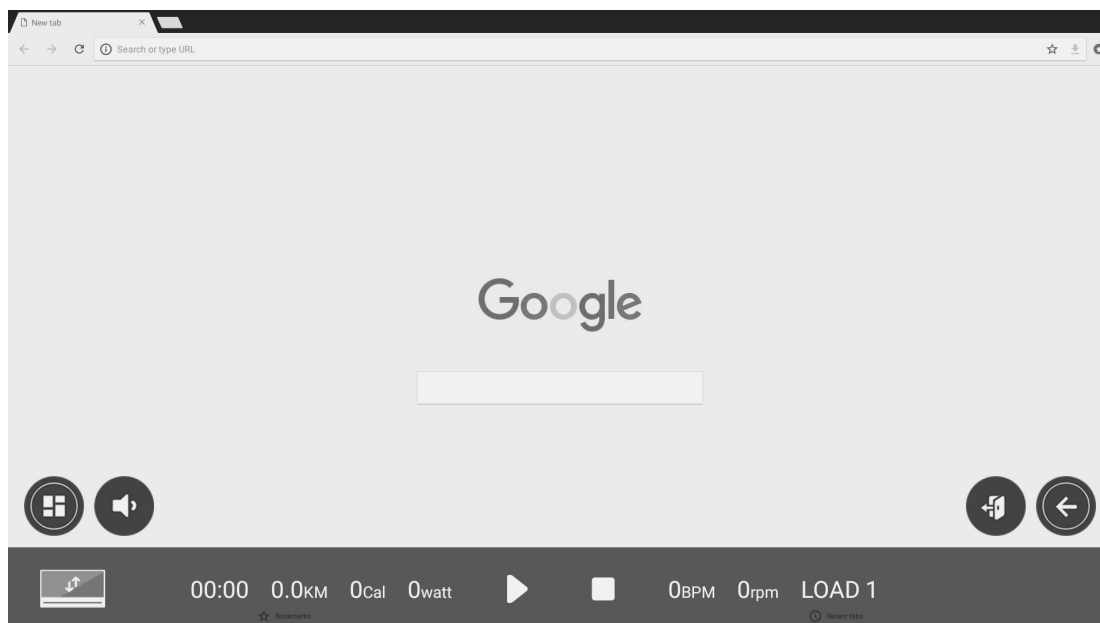 New tab
Search or type URL
Google
00:00 0.0KM 0Cal 0watt 0BPM 0rpm LOAD 1
Bookmarks Recent tabs